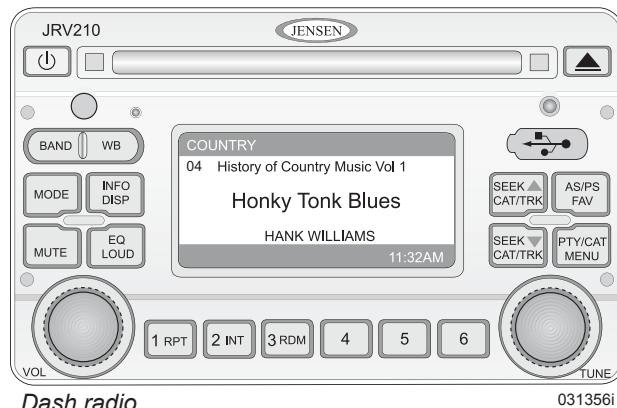 JRV210
JENSEN
BAND
WB
COUNTRY
04 History of Country Music Vol 1
Honky Tonk Blues
HANK WILLIAMS
11:32AM
MODE
INFO
DISP
MUTE
EQ
LOUD
SEEK
CAT/TRK
AS/PS
FAV
SEEK
CAT/TRK
PTY/CAT
MENU
VOL
1 RPT
2 INT
3 RDM
4
5
6
TUNE
Dash radio
031356i